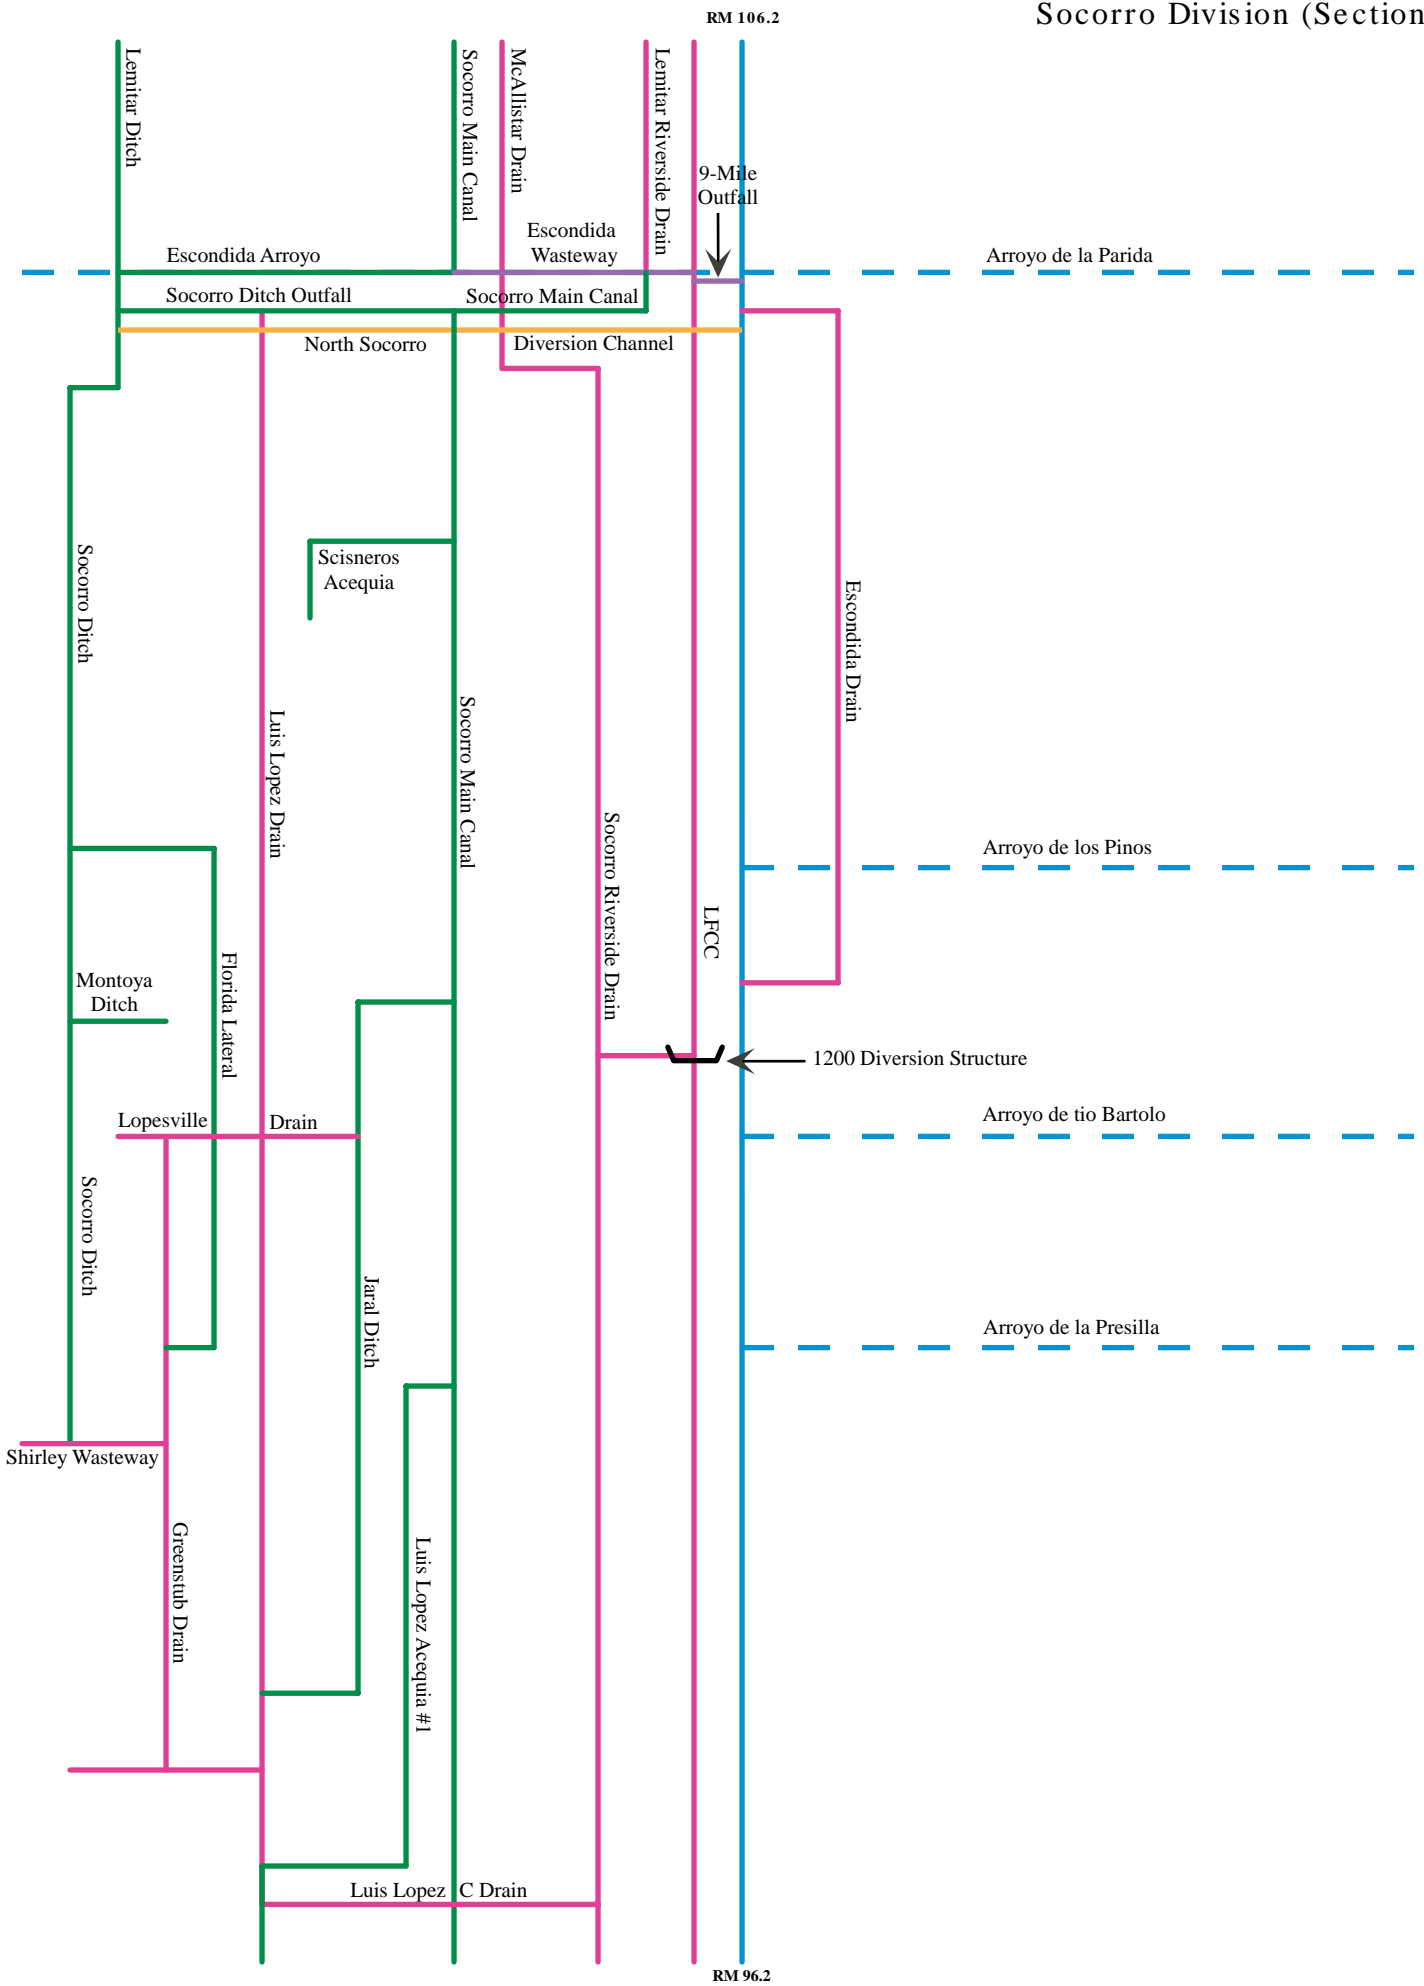 RM 106.2
Socorro Division (Section
Lemitar Ditch
Socorro Main Canal
McAllistar Drain
Lemitar Riverside Drain
9-Mile
Outfall
Escondida
Wasteway
Escondida Arroyo
Arroyo de la Parida
Socorro Ditch Outfall
Socorro Main Canal
North Socorro
Diversion Channel
Scisneros
Acequia
Socorro Ditch
Escondida Drain
Luis Lopez Drain
Socorro Main Canal
Socorro Riverside Drain
Arroyo de los Pinos
LFCC
Florida Lateral
Montoya
Ditch
1200 Diversion Structure
Lopesville
Drain
Arroyo de tio Bartolo
Socorro Ditch
Jaral Ditch
Arroyo de la Presilla
Shirley Wasteway
Greenstub Drain
Luis Lopez Acequia #1
Luis Lopez
C Drain
RM 96.2